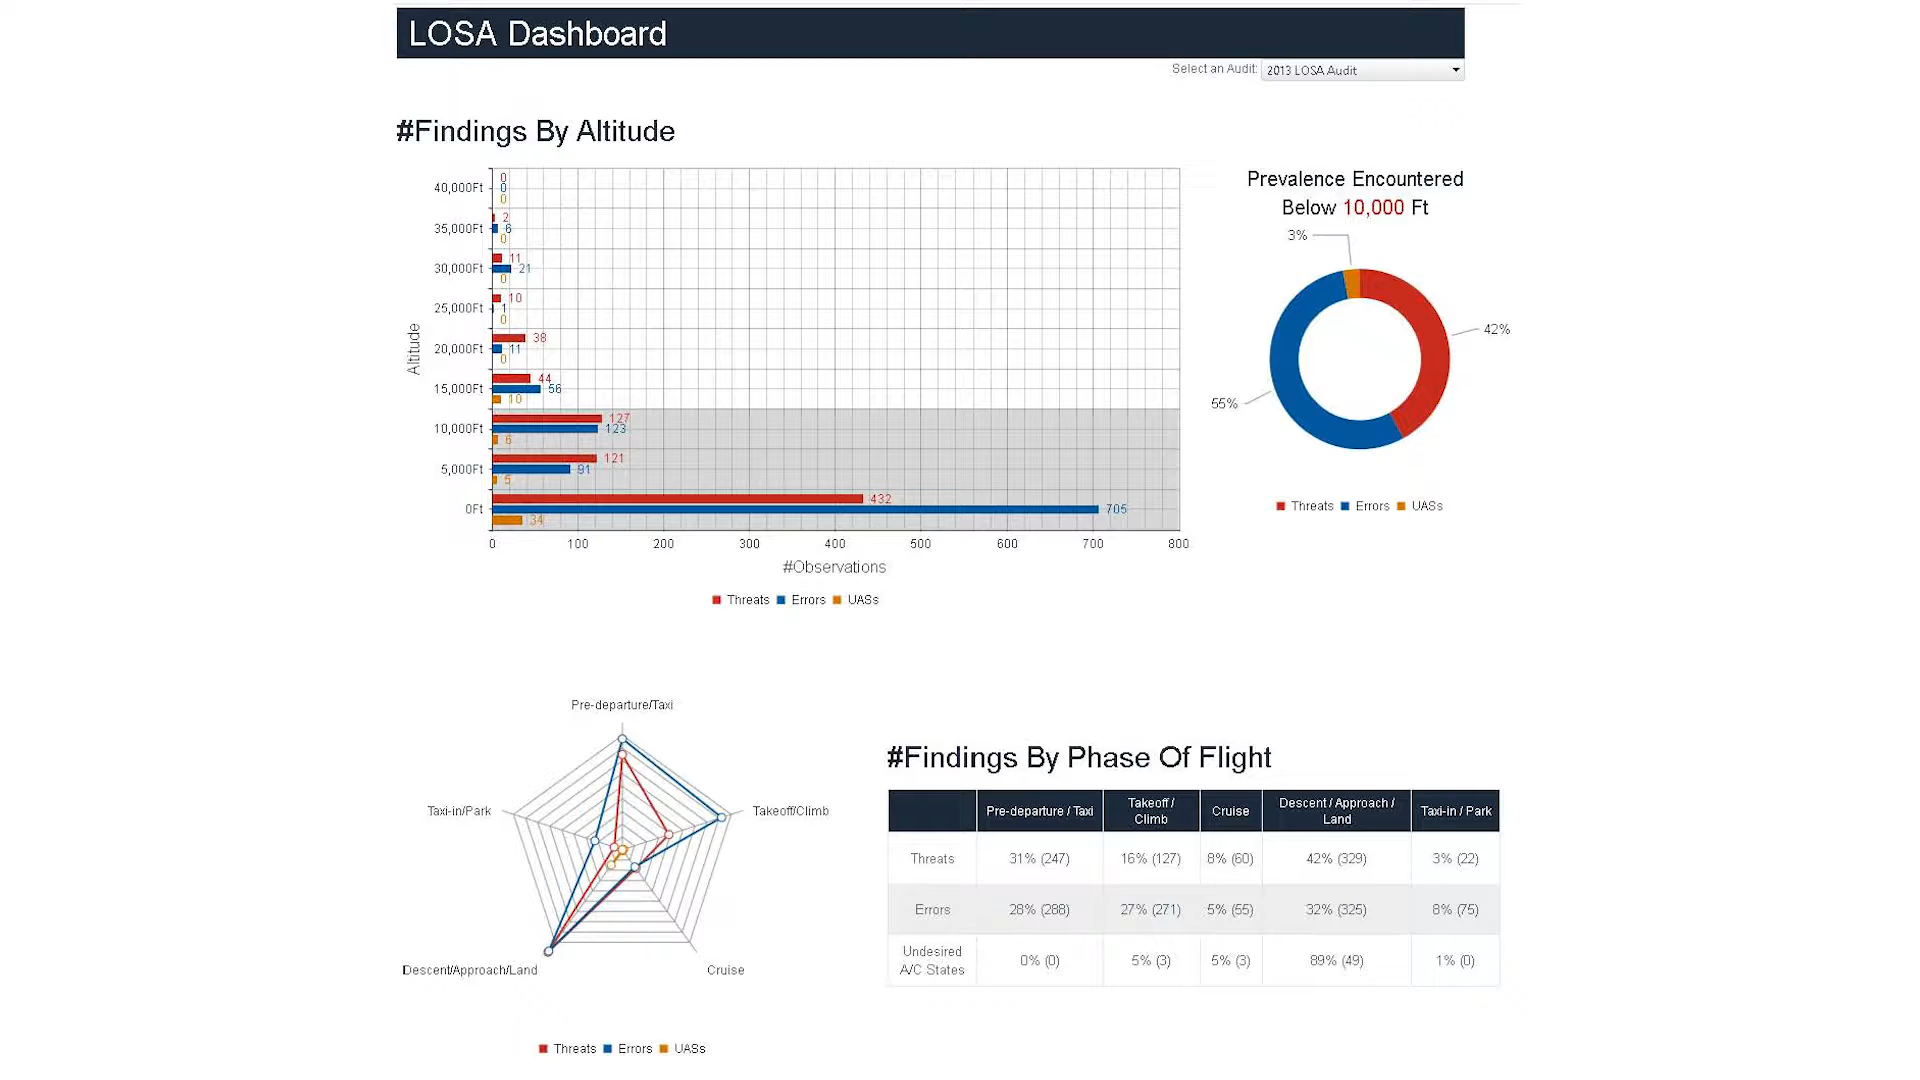 LOSA Dashboard
Select an Audit: 2013 LOSA Audit
#Findings By Altitude
Prevalence Encountered
Below 10,000 Ft
Altitude
40,000Ft
0
0
0
35,000Ft
2
6
0
30,000Ft
11
21
0
25,000Ft
10
1
0
20,000Ft
38
11
0
15,000Ft
44
56
10
10,000Ft
127
123
6
5,000Ft
121
91
5
0Ft
432
705
34
0 100 200 300 400 500 600 700 800
#Observations
Threats Errors UASs
3%
42%
55%
Threats Errors UASs
Pre-departure/Taxi
Taxi-in/Park
Takeoff/Climb
Descent/Approach/Land
Cruise
Threats Errors UASs
#Findings By Phase Of Flight
Pre-departure / Taxi
Takeoff /
Climb
Cruise
Descent / Approach /
Land
Taxi-in / Park
Threats 31% (247) 16% (127) 8% (60) 42% (329) 3% (22)
Errors 28% (288) 27% (271) 5% (55) 32% (325) 8% (75)
Undesired
A/C States
0% (0) 5% (3) 5% (3) 89% (49) 1% (0)